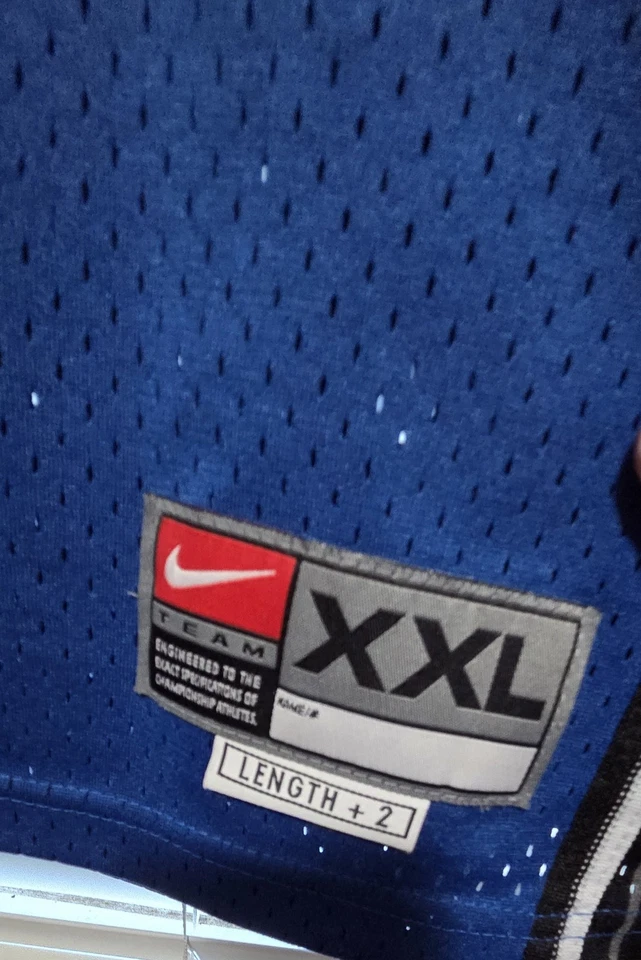 TEAM
ENGINEERED TO THE
EXACT SPECIFICATIONS OF
CHAMPIONSHIP ATHLETES.
XXL
NAME/#
LENGTH + 2